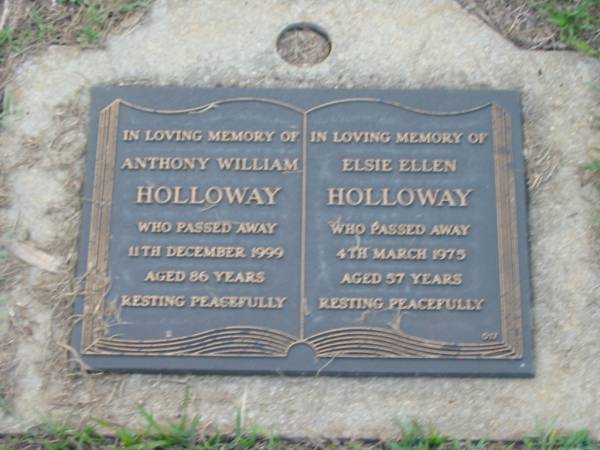 IN LOVING MEMORY OF
ANTHONY WILLIAM
HOLLOWAY
WHO PASSED AWAY
11TH DECEMBER 1999
AGED 86 YEARS
RESTING PEACEFULLY
IN LOVING MEMORY OF
ELSIE ELLEN
HOLLOWAY
WHO PASSED AWAY
4TH MARCH 1975
AGED 57 YEARS
RESTING PEACEFULLY